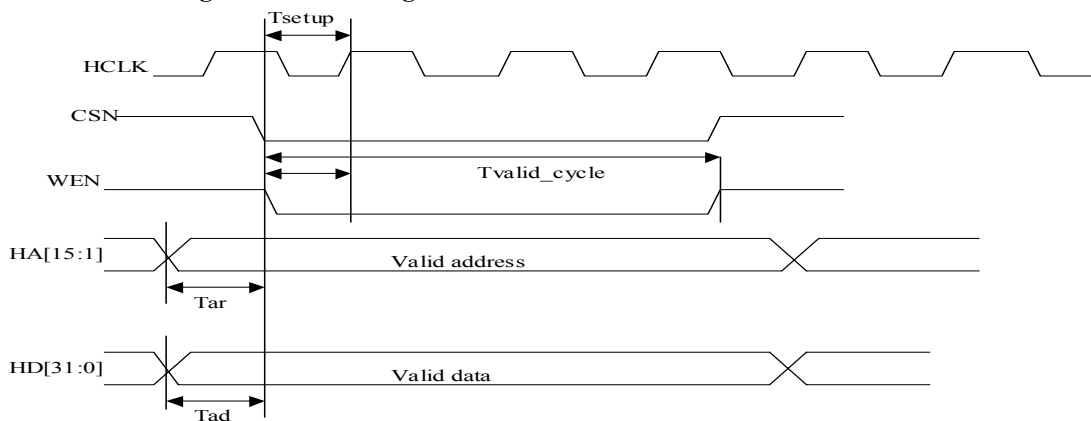 Tsetup
HCLK
CSN
Tvalid_cycle
WEN
HA[15:1]
Valid address
Tar
HD[31:0]
Valid data
Tad